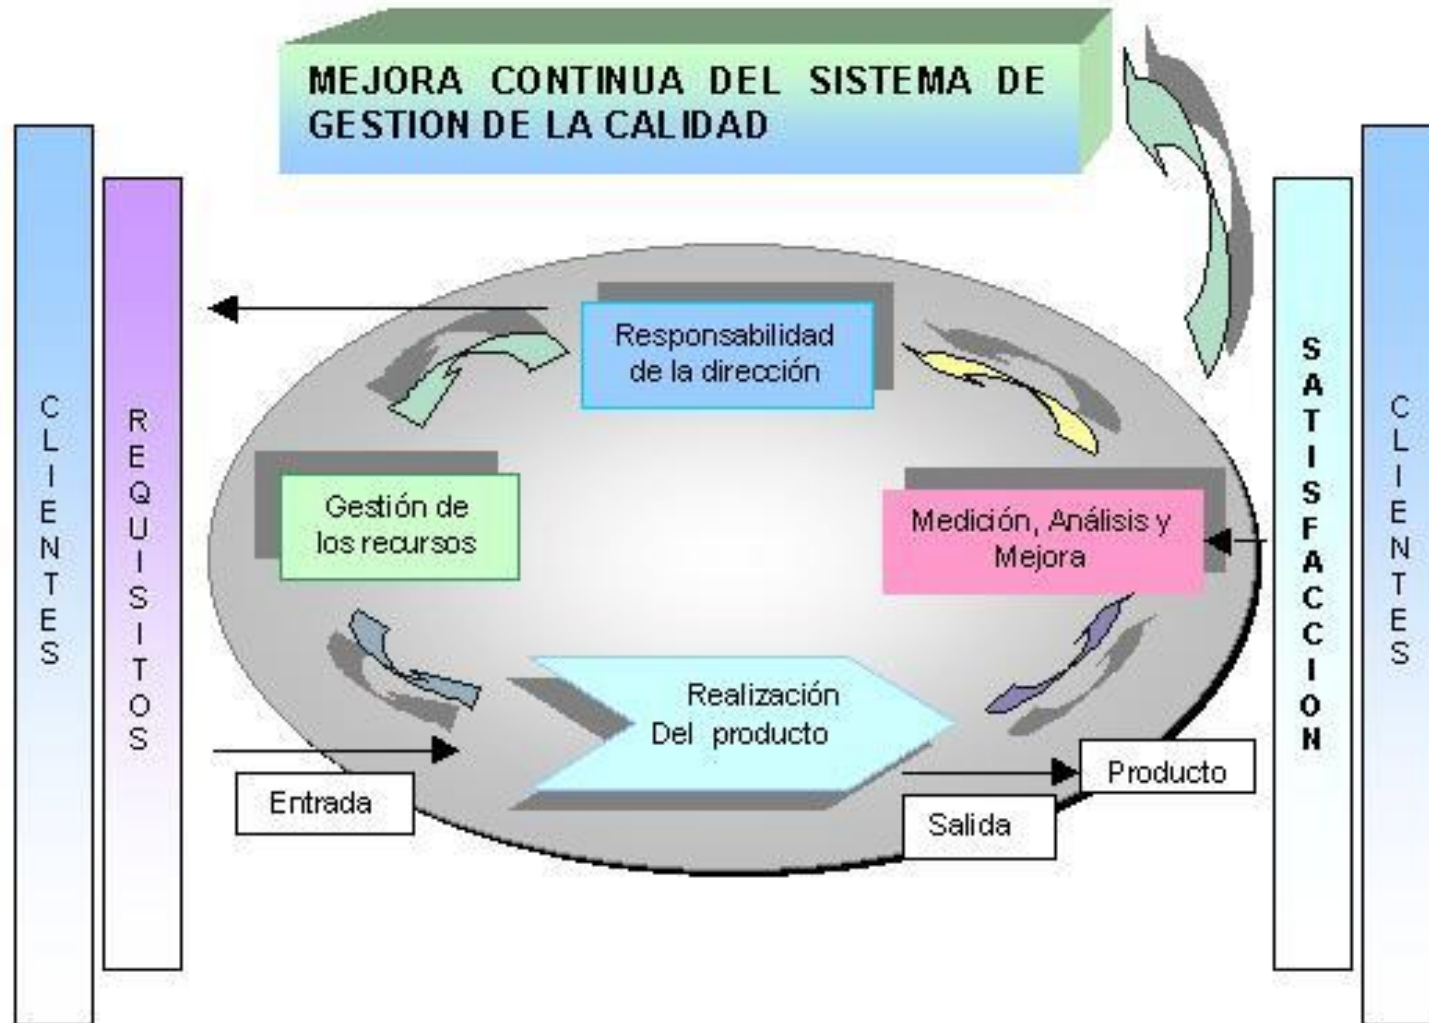 MEJORA CONTINUA DEL SISTEMA DE
GESTION DE LA CALIDAD
CLIENTES
REQUISITOS
Responsabilidad
de la dirección
Gestión de
los recursos
Medición, Análisis y
Mejora
Realización
Del producto
Entrada
Salida
Producto
SATISFACCION
CLIENTES